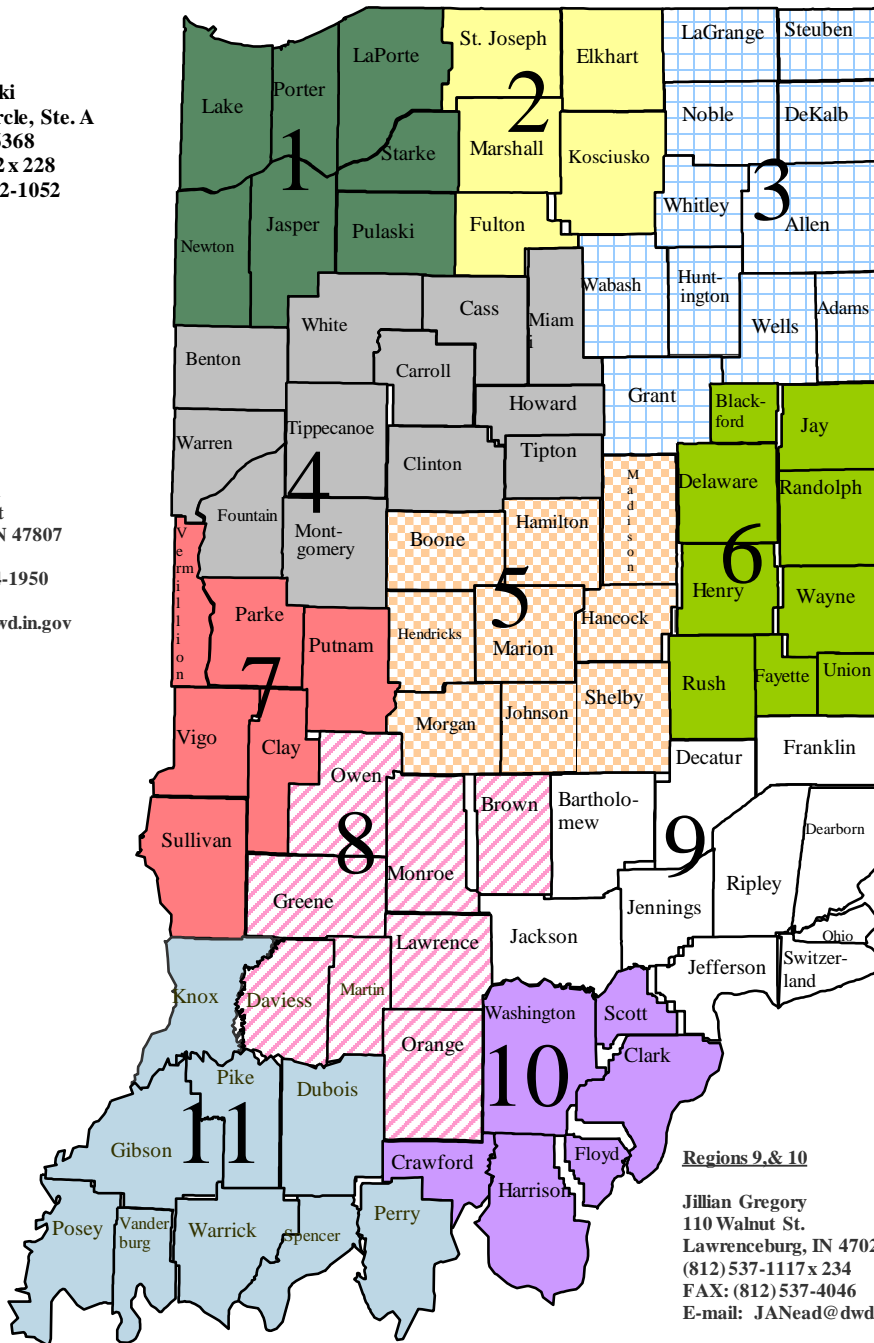 ki
rcle, Ste. A
6368
2 x 228
2-1052
t
N 47807
4-1950
wd.in.gov
LaPorte
St. Joseph
Elkhart
LaGrange
Steuben
Lake
Porter
Noble
DeKalb
2
Starke
Marshall
Kosciusko
1
3
Whitley
Allen
Newton
Jasper
Pulaski
Fulton
Wabash
Hunt-
ington
White
Cass
Miam
i
Wells
Adams
Benton
Carroll
Grant
Black-
ford
Howard
Jay
Warren
Tippecanoe
Clinton
Tipton
Madison
Delaware
Randolph
4
Fountain
Mont-
gomery
Boone
Hamilton
6
Vermillion
5
Henry
Wayne
Parke
Putnam
Hendricks
Marion
Hancock
7
Rush
Fayette
Union
Vigo
Clay
Morgan
Johnson
Shelby
Owen
Decatur
Franklin
Brown
Bartholo-
mew
Sullivan
8
Monroe
9
Dearborn
Greene
Ripley
Jennings
Lawrence
Jackson
Ohio
Knox
Daviess
Martin
Jefferson
Switzer-
land
Washington
Scott
Orange
10
Clark
Pike
Dubois
11
Gibson
Crawford
Floyd
Harrison
Posey
Vander
burg
Warrick
Spencer
Perry
Regions 9,& 10
Jillian Gregory
110 Walnut St.
Lawrenceburg, IN 4702
(812) 537-1117 x 234
FAX: (812) 537-4046
E-mail: JANead@dwd